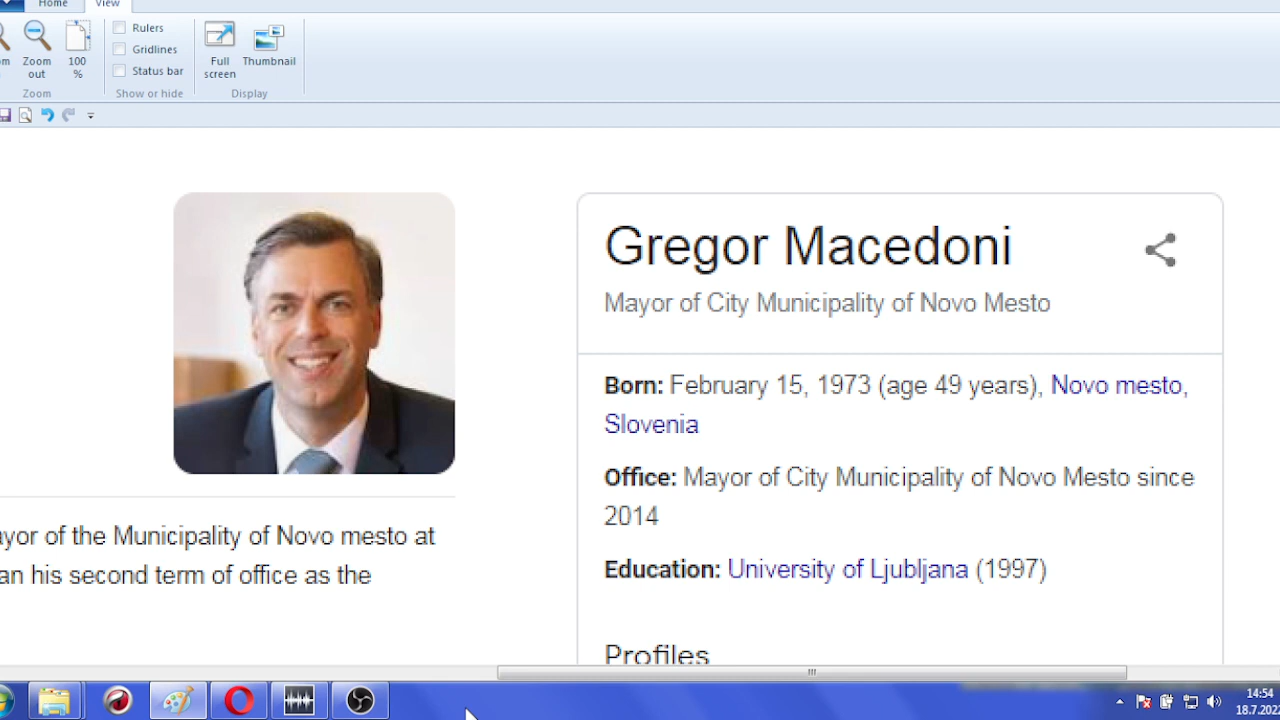 Home View
Rulers
Gridlines
Status bar
Zoom out
100 %
Full screen
Thumbnail
Zoom
Show or hide
Display
Gregor Macedoni
Mayor of City Municipality of Novo Mesto
Born: February 15, 1973 (age 49 years), Novo mesto,
Slovenia
Office: Mayor of City Municipality of Novo Mesto since
2014
Education: University of Ljubljana (1997)
Profiles
of the Municipality of Novo mesto at
his second term of office as the
14:54